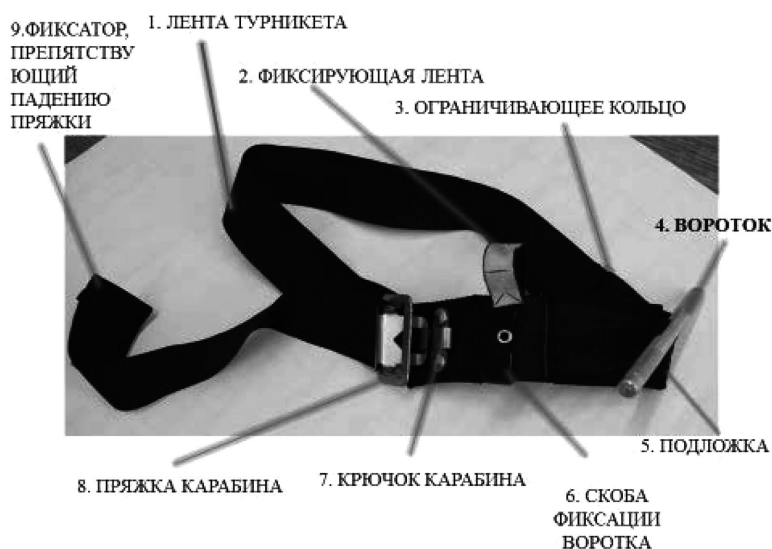 9.ФИКСАТОР,
ПРЕПЯТСТВУ
ЮЩИЙ
ПАДЕНИЮ
ПРЯЖКИ
1. ЛЕНТА ТУРНИКЕТА
2. ФИКСИРУЮЩАЯ ЛЕНТА
3. ОГРАНИЧИВАЮЩЕЕ КОЛЬЦО
4. ВОРОТОК
5. ПОДЛОЖКА
6. СКОБА
ФИКСАЦИИ
ВОРОТКА
7. КРЮЧОК КАРАБИНА
8. ПРЯЖКА КАРАБИНА